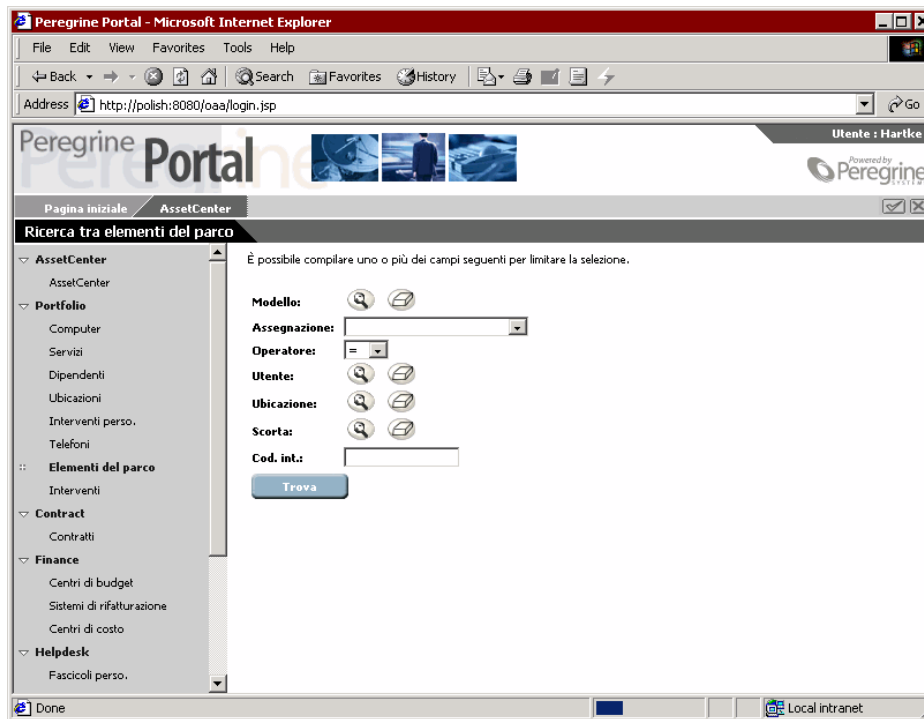 Peregrine Portal - Microsoft Internet Explorer
File Edit View Favorites Tools Help
Back Search Favorites History
Address http://polish:8080/oaa/login.jsp Go
Peregrine Portal
Utente : Hartke
Powered by
Peregrine
SYSTEMS
Pagina iniziale AssetCenter
Ricerca tra elementi del parco
AssetCenter
AssetCenter
Portfolio
Computer
Servizi
Dipendenti
Ubicazioni
Interventi perso.
Telefoni
Elementi del parco
Interventi
Contract
Contratti
Finance
Centri di budget
Sistemi di rifatturazione
Centri di costo
Helpdesk
Fascicoli perso.
È possibile compilare uno o più dei campi seguenti per limitare la selezione.
Modello:
Assegnazione:
Operatore: =
Utente:
Ubicazione:
Scorta:
Cod. int.:
Trova
Done Local intranet